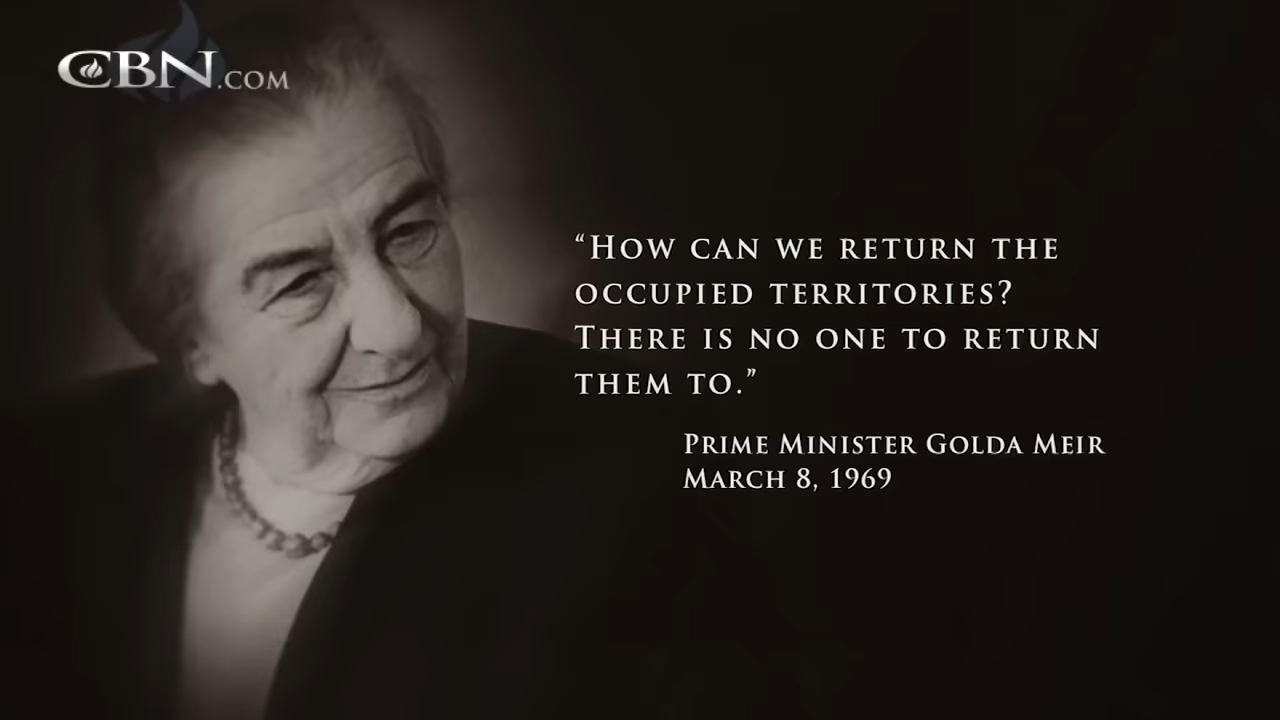 CBN.COM
“HOW CAN WE RETURN THE
OCCUPIED TERRITORIES?
THERE IS NO ONE TO RETURN
THEM TO.”
PRIME MINISTER GOLDA MEIR
MARCH 8, 1969